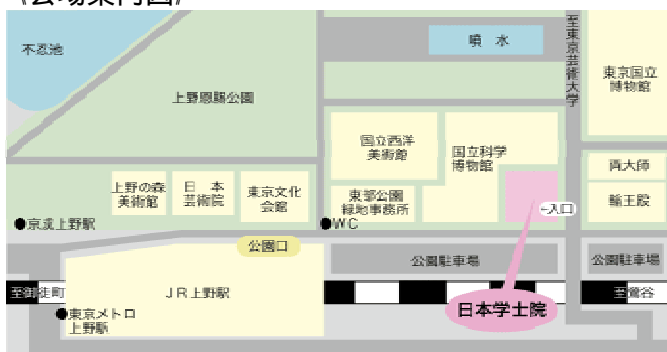 《会場案内図》
不忍池
噴 水
至東京芸術大学
東京国立
博物館
上野恩賜公園
国立西洋
美術館
国立科学
博物館
両大師
上野の森
美術館
日 本
芸術院
東京文化
会館
東部公園
緑地事務所
←入口
輪王殿
●京成上野駅
●WC
公園口
公園駐車場
公園駐車場
至御徒町
JR上野駅
日本学士院
至鶯谷
●東京メトロ
上野駅